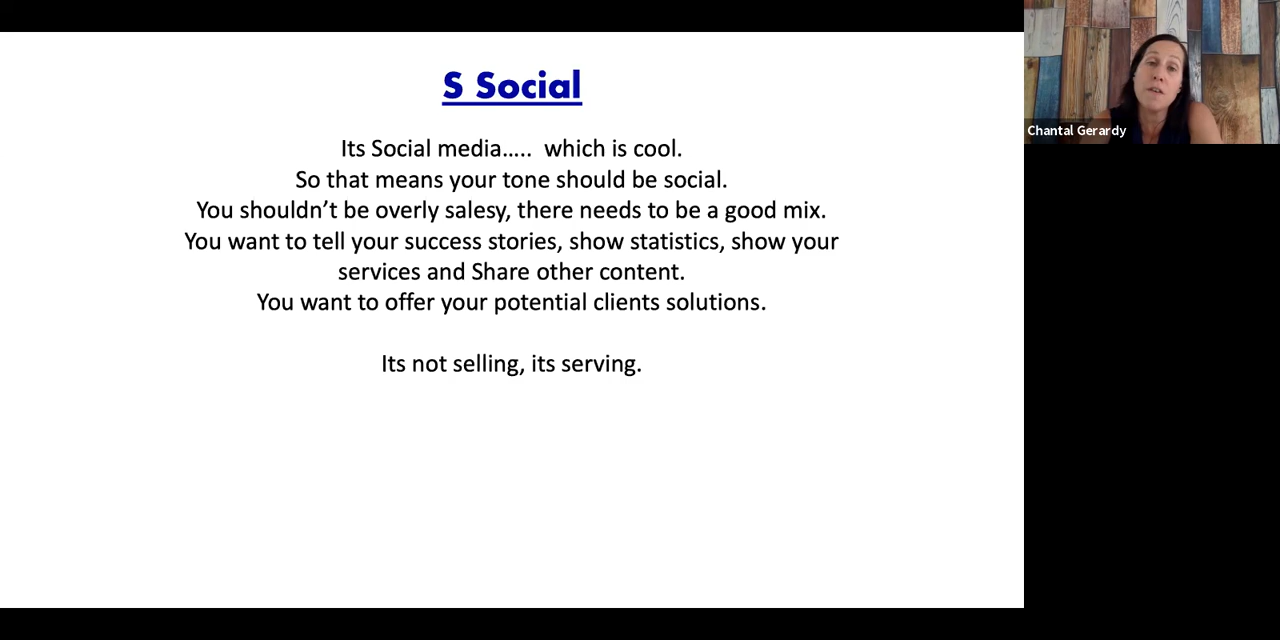 S Social
Its Social media..... which is cool.
So that means your tone should be social.
You shouldn’t be overly salesy, there needs to be a good mix.
You want to tell your success stories, show statistics, show your
services and Share other content.
You want to offer your potential clients solutions.
Its not selling, its serving.
Chantal Gerardy